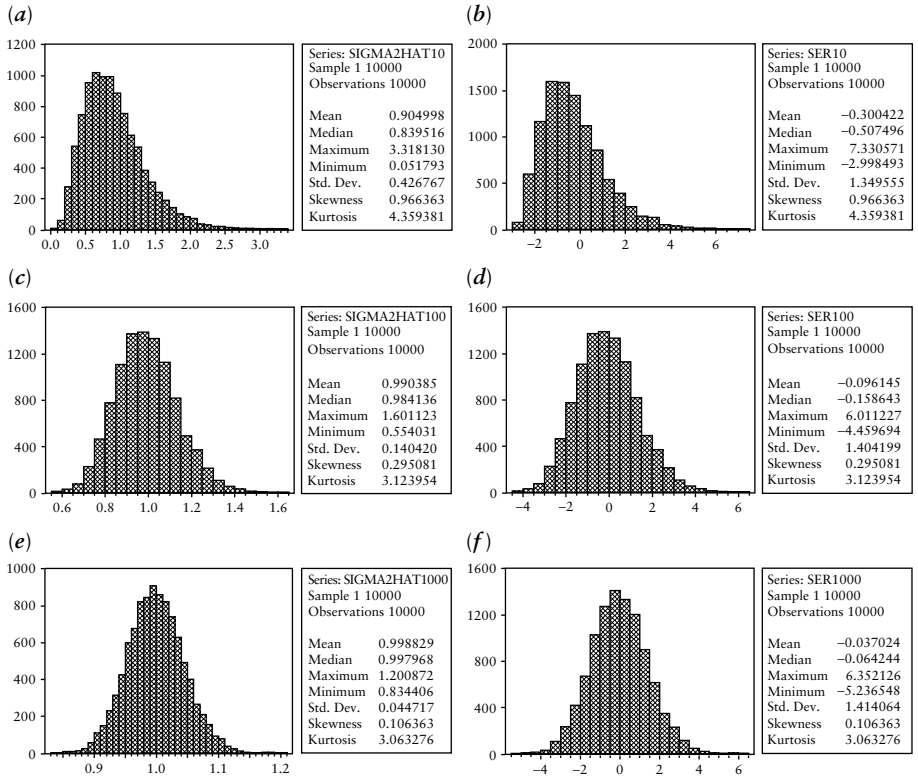 (a)
1200
1000
800
600
400
200
0
0.0 0.5 1.0 1.5 2.0 2.5 3.0
Series: SIGMA2HAT10
Sample 1 10000
Observations 10000
Mean 0.904998
Median 0.839516
Maximum 3.318130
Minimum 0.051793
Std. Dev. 0.426767
Skewness 0.966363
Kurtosis 4.359381
(b)
2000
1500
1000
500
0
−2 0 2 4 6
Series: SER10
Sample 1 10000
Observations 10000
Mean −0.300422
Median −0.507496
Maximum 7.330571
Minimum −2.998493
Std. Dev. 1.349555
Skewness 0.966363
Kurtosis 4.359381
(c)
1600
1200
800
400
0
0.6 0.8 1.0 1.2 1.4 1.6
Series: SIGMA2HAT100
Sample 1 10000
Observations 10000
Mean 0.990385
Median 0.984136
Maximum 1.601123
Minimum 0.554031
Std. Dev. 0.140420
Skewness 0.295081
Kurtosis 3.123954
(d)
1600
1200
800
400
0
−4 −2 0 2 4 6
Series: SER100
Sample 1 10000
Observations 10000
Mean −0.096145
Median −0.158643
Maximum 6.011227
Minimum −4.459694
Std. Dev. 1.404199
Skewness 0.295081
Kurtosis 3.123954
(e)
1000
800
600
400
200
0
0.9 1.0 1.1 1.2
Series: SIGMA2HAT1000
Sample 1 10000
Observations 10000
Mean 0.998829
Median 0.997968
Maximum 1.200872
Minimum 0.834406
Std. Dev. 0.044717
Skewness 0.106363
Kurtosis 3.063276
(f)
1600
1200
800
400
0
−4 −2 0 2 4 6
Series: SER1000
Sample 1 10000
Observations 10000
Mean −0.037024
Median −0.064244
Maximum 6.352126
Minimum −5.236548
Std. Dev. 1.414064
Skewness 0.106363
Kurtosis 3.063276